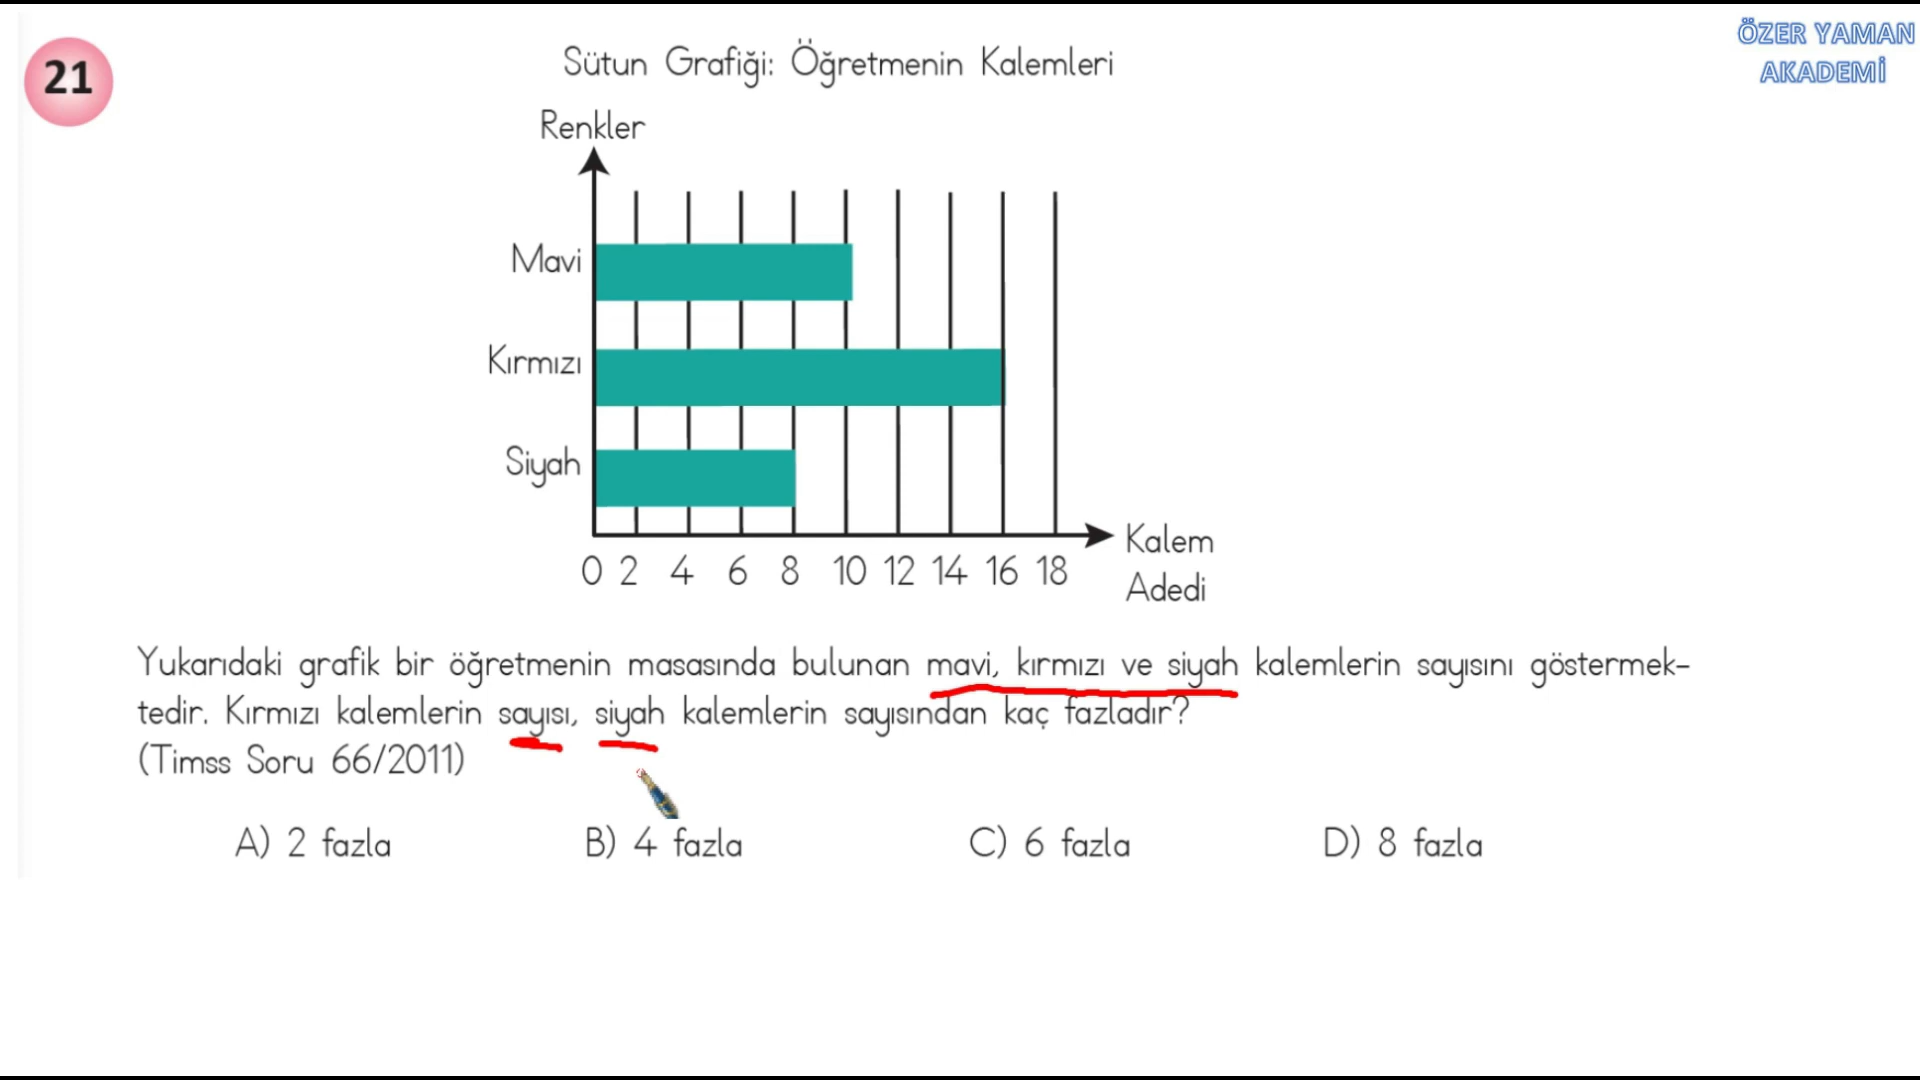 ÖZER YAMAN
AKADEMİ
21
Sütun Grafiği: Öğretmenin Kalemleri
Renkler
Mavi
Kırmızı
Siyah
0 2 4 6 8 10 12 14 16 18
Kalem
Adedi
Yukarıdaki grafik bir öğretmenin masasında bulunan mavi, kırmızı ve siyah kalemlerin sayısını göstermek-
tedir. Kırmızı kalemlerin sayısı, siyah kalemlerin sayısından kaç fazladır?
(Timss Soru 66/2011)
A) 2 fazla B) 4 fazla C) 6 fazla D) 8 fazla